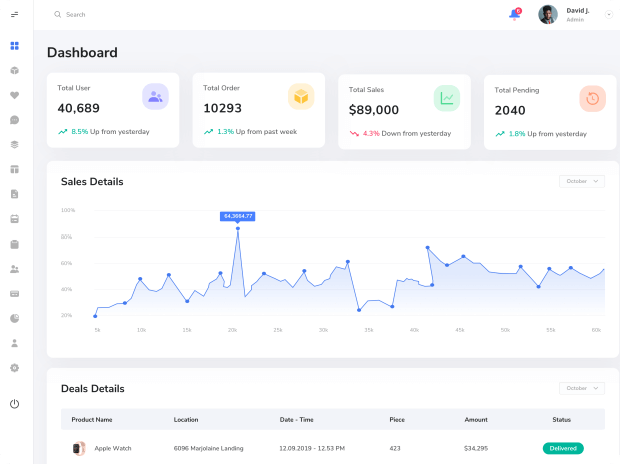 Search
6
David J.
Admin
Dashboard
Total User
40,689
8.5% Up from yesterday
Total Order
10293
1.3% Up from past week
Total Sales
$89,000
4.3% Down from yesterday
Total Pending
2040
1.8% Up from yesterday
Sales Details
October
64,3664.77
100%
80%
60%
40%
20%
5k 10k 15k 20k 25k 30k 35k 40k 45k 50k 55k 60k
Deals Details
October
Product Name Location Date - Time Piece Amount Status
Apple Watch 6096 Marjolaine Landing 12.09.2019 - 12.53 PM 423 $34,295 Delivered